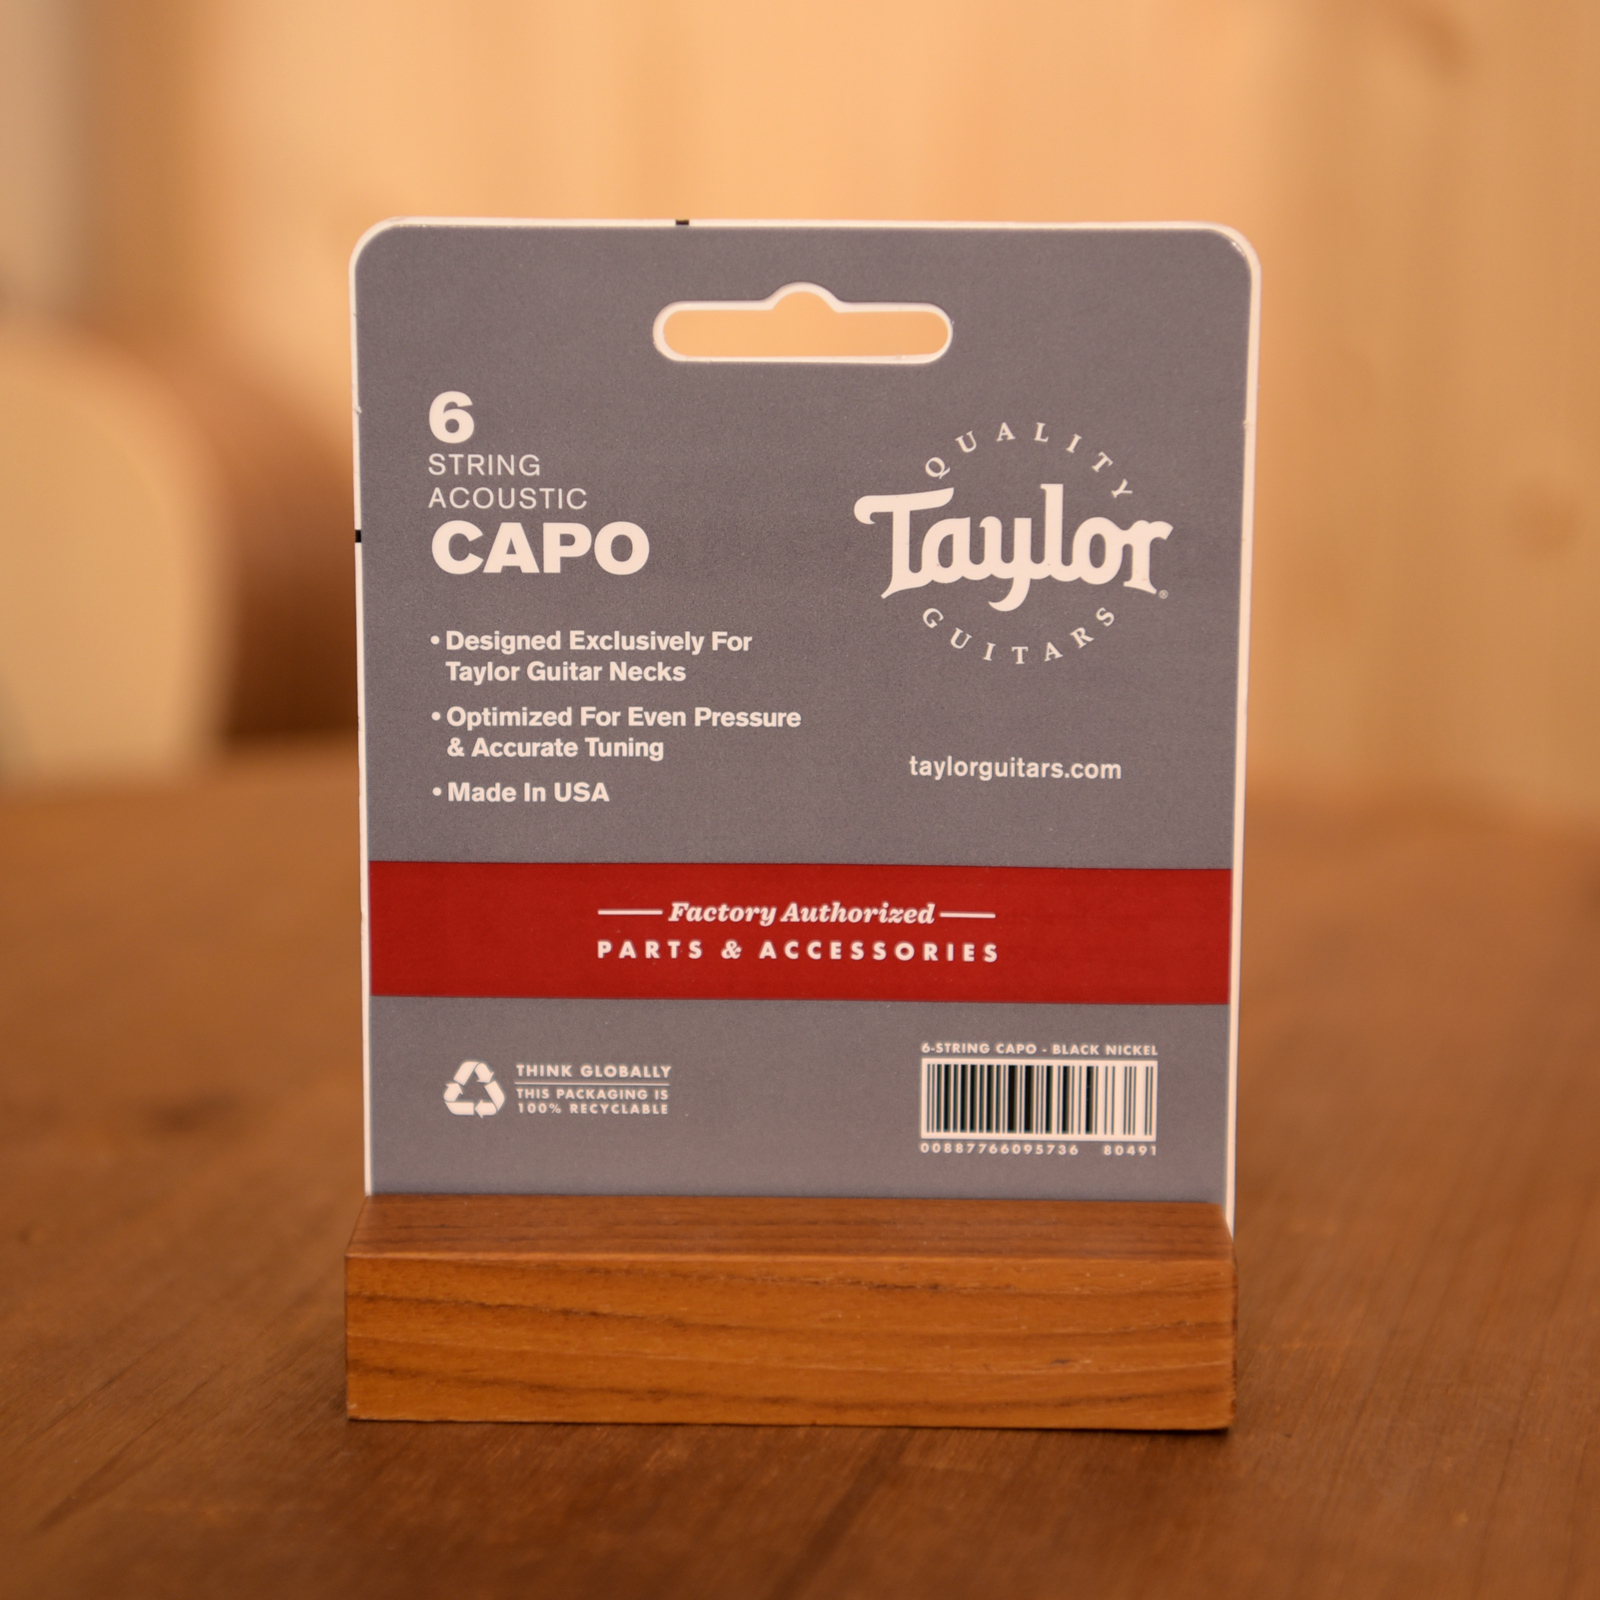 6
STRING
ACOUSTIC
CAPO
• Designed Exclusively For
Taylor Guitar Necks
• Optimized For Even Pressure
& Accurate Tuning
• Made In USA
QUALITY
Taylor®
GUITARS
taylorguitars.com
Factory Authorized
PARTS & ACCESSORIES
THINK GLOBALLY
THIS PACKAGING IS
100% RECYCLABLE
6-STRING CAPO - BLACK NICKEL
00887766095736 80491